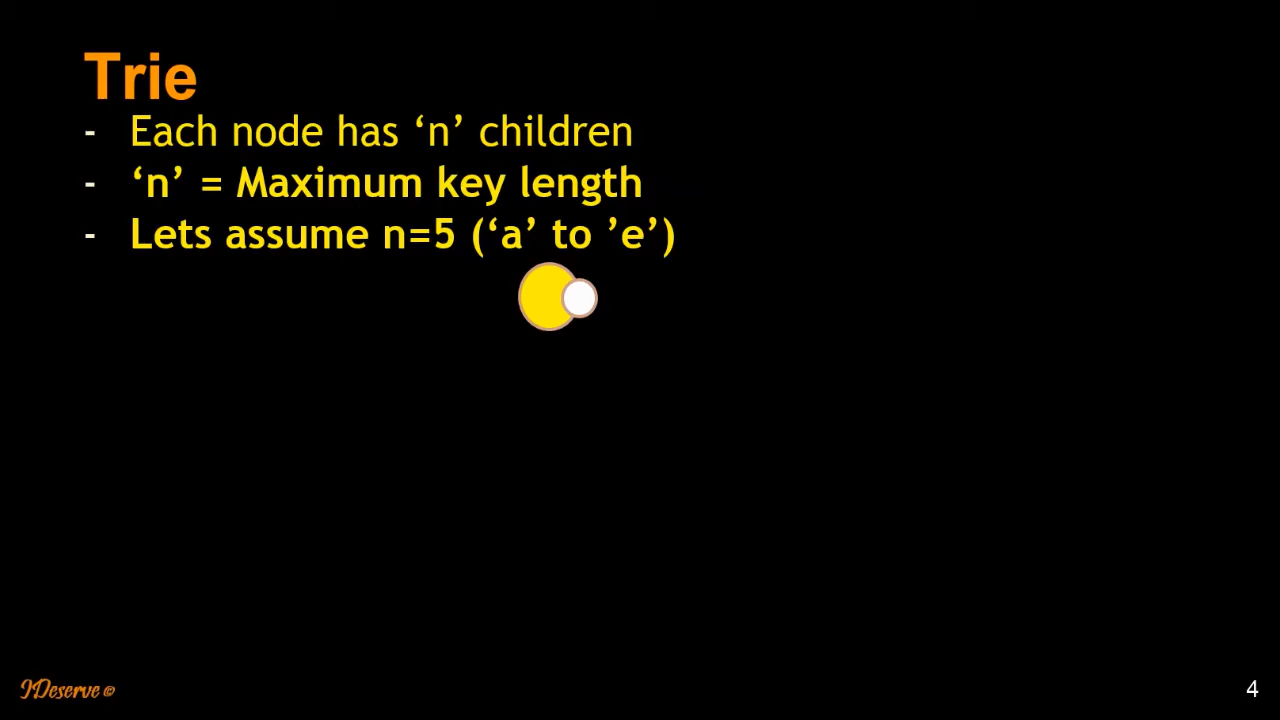 Trie
- Each node has ‘n’ children
- ‘n’ = Maximum key length
- Lets assume n=5 (‘a’ to ’e’)
IDeserve ©
4